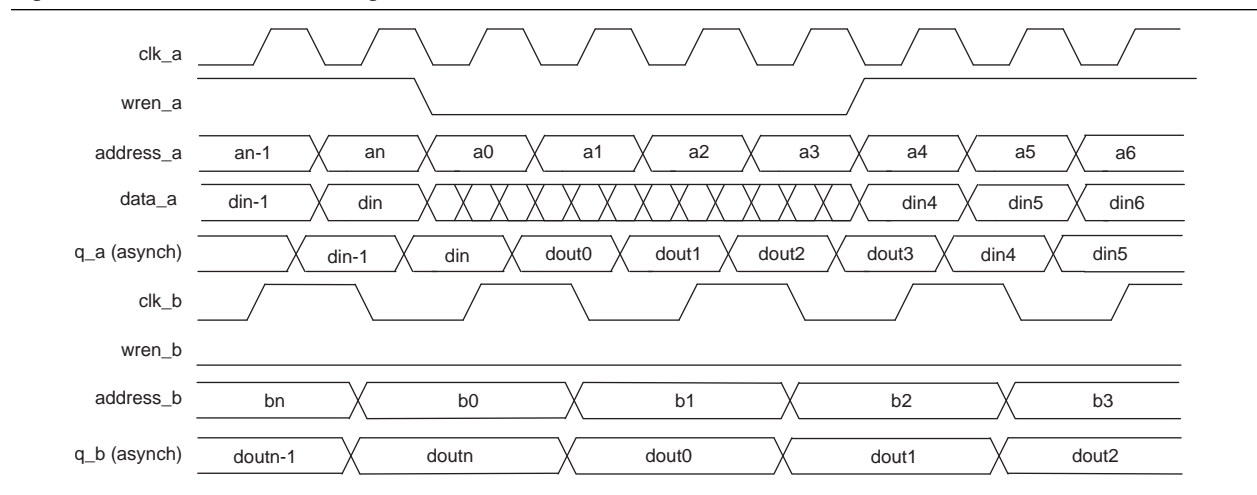 clk_a
wren_a
address_a an-1 an a0 a1 a2 a3 a4 a5 a6
data_a din-1 din din4 din5 din6
q_a (asynch) din-1 din dout0 dout1 dout2 dout3 din4 din5
clk_b
wren_b
address_b bn b0 b1 b2 b3
q_b (asynch) doutn-1 doutn dout0 dout1 dout2